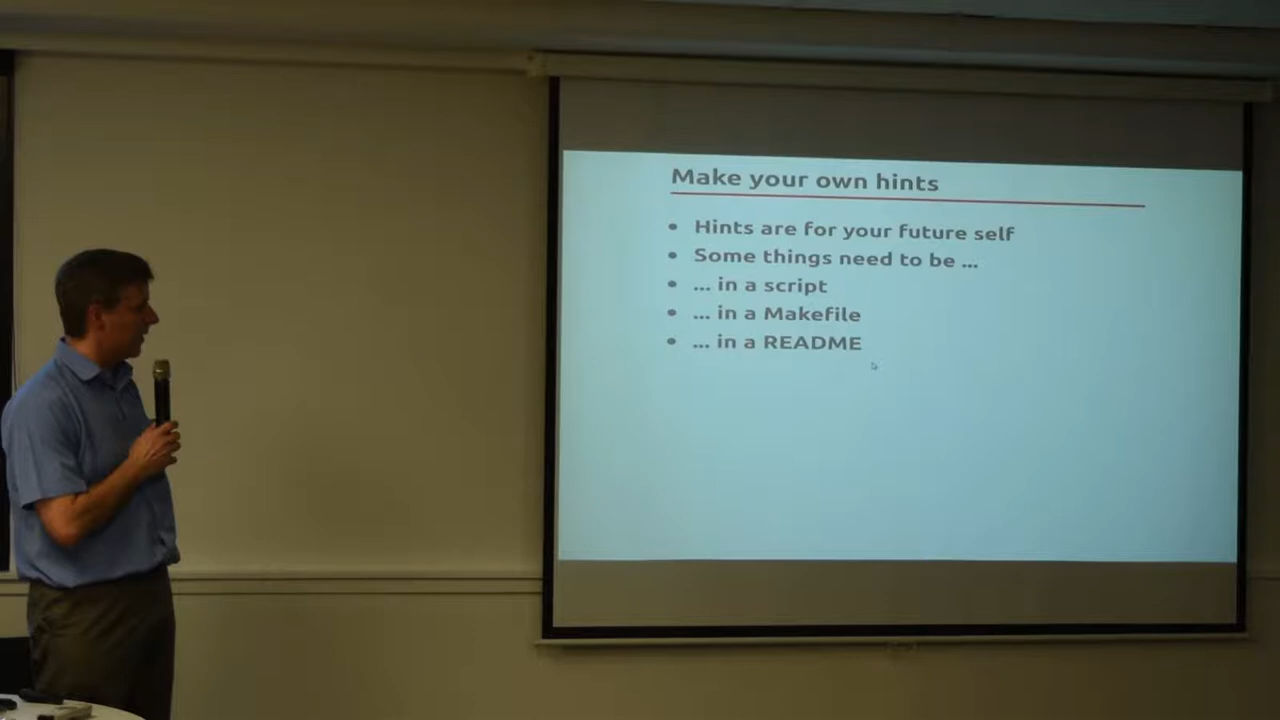 Make your own hints
• Hints are for your future self
• Some things need to be ...
• ... in a script
• ... in a Makefile
• ... in a README